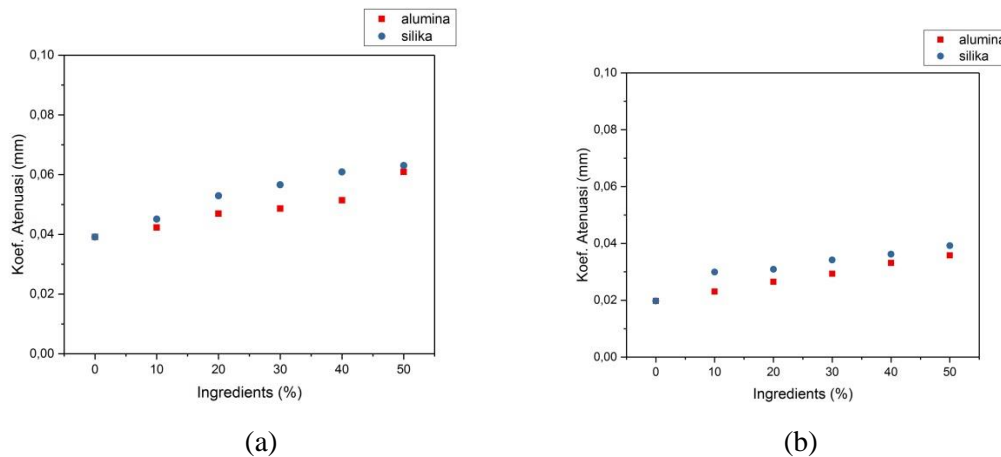 alumina
silika
0,10
0,08
0,06
0,04
0,02
0,00
Koef. Atenuasi (mm)
0 10 20 30 40 50
Ingredients (%)
(a)
alumina
silika
0,10
0,08
0,06
0,04
0,02
0,00
Koef. Atenuasi (mm)
0 10 20 30 40 50
Ingredients (%)
(b)